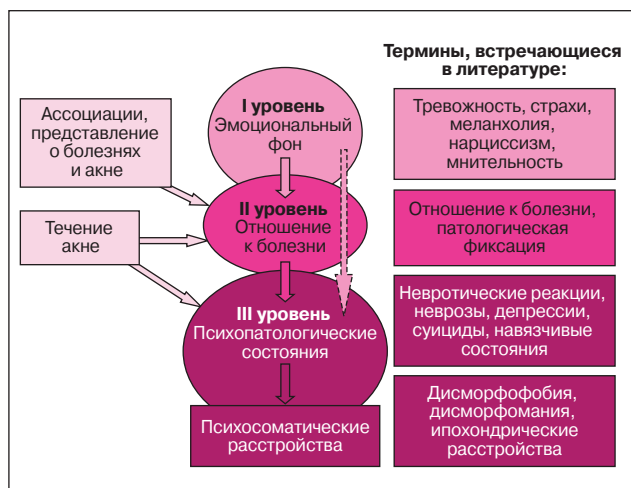 Термины, встречающиеся
в литературе:
Ассоциации,
представление
о болезнях
и акне
Течение
акне
I уровень
Эмоциональный
фон
II уровень
Отношение
к болезни
III уровень
Психопатологические
состояния
Психосоматические
расстройства
Тревожность, страхи,
меланхолия,
нарциссизм,
мнительность
Отношение к болезни,
патологическая
фиксация
Невротические реакции,
неврозы, депрессии,
суициды, навязчивые
состояния
Дисморфофобия,
дисморфомания,
ипохондрические
расстройства